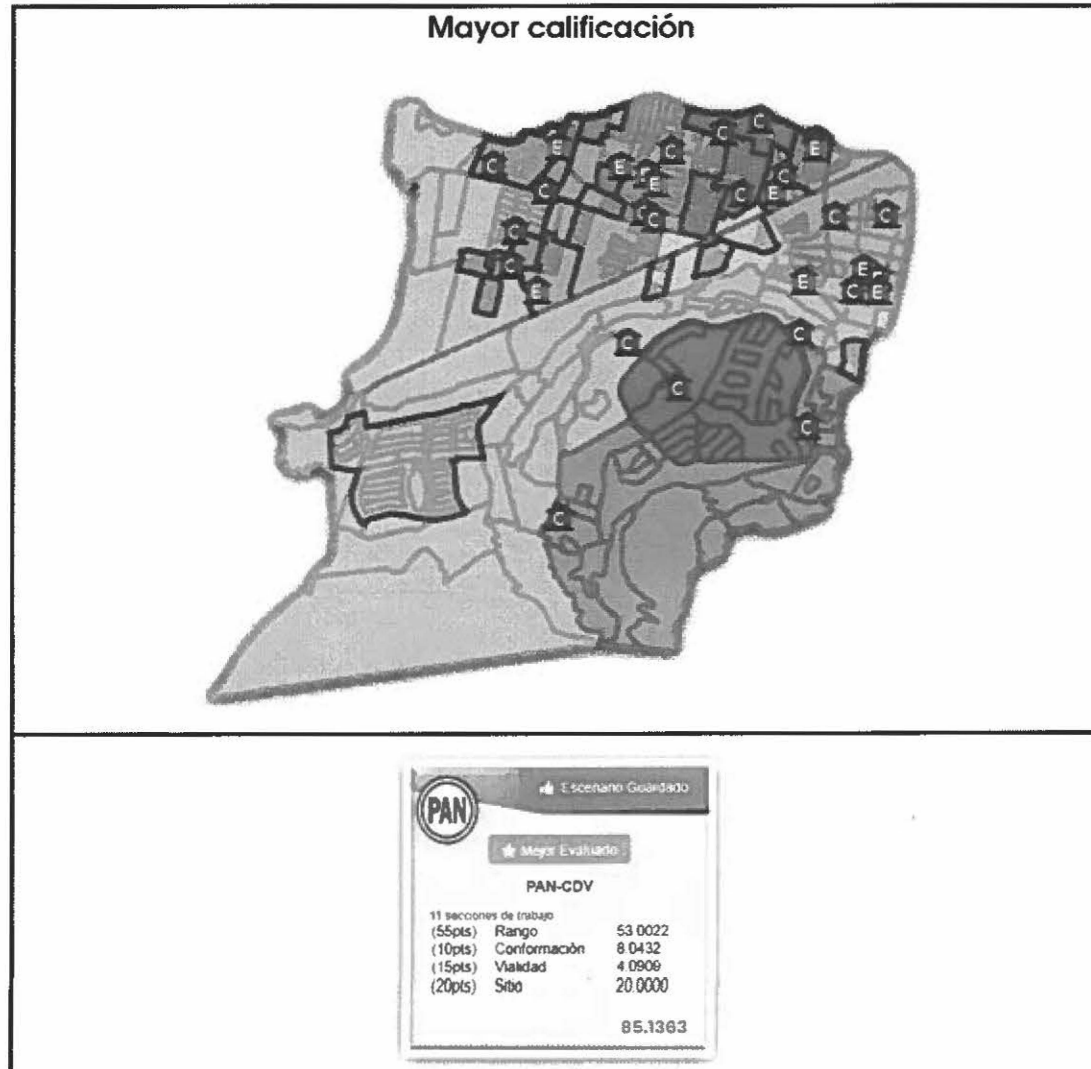 Mayor calificación
C
C
E
C
E
C
E
C
E
C
C
E
C
E
C
C
C
C
C
E
E
E
C
E
C
C
C
C
C
PAN
Escenario Guardado
Mejor Evaluado
PAN-CDV
11 secciones de trabajo
(55pts) Rango 53.0022
(10pts) Conformación 8.0432
(15pts) Vialidad 4.0909
(20pts) Sitio 20.0000
85.1363